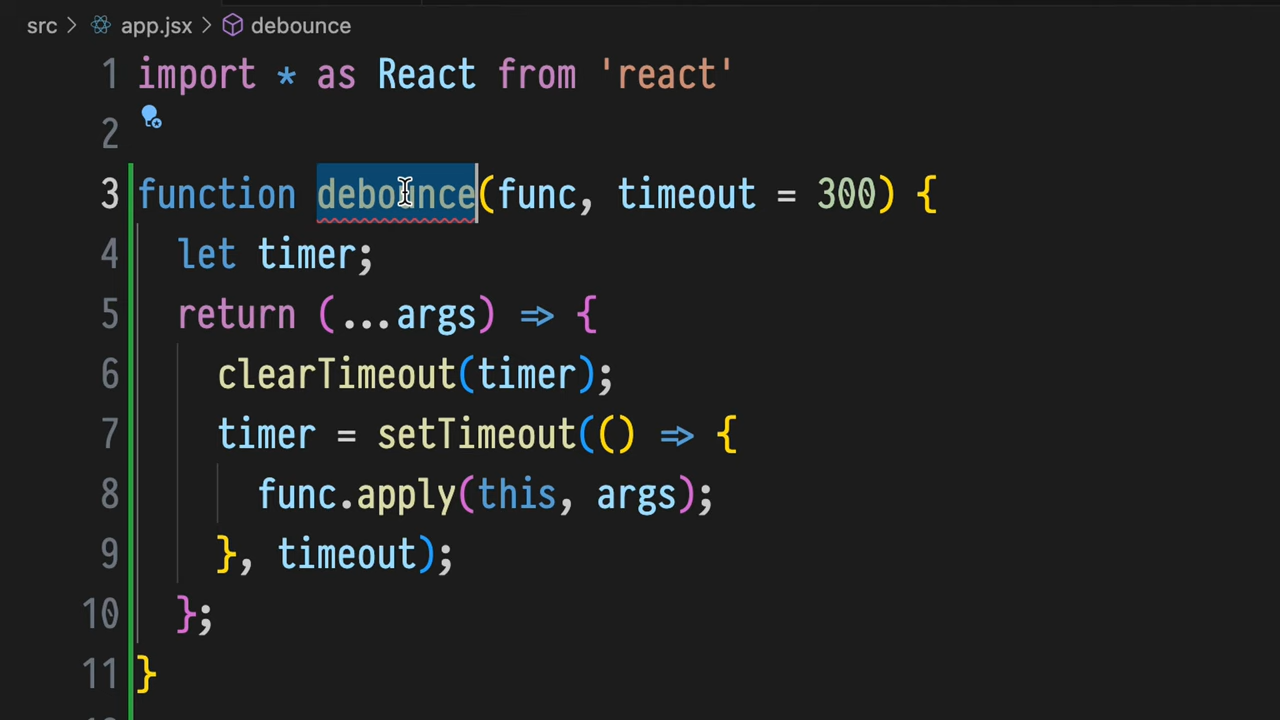 src > app.jsx > debounce
1 import * as React from 'react'
2
3 function debounce(func, timeout = 300) {
4   let timer;
5   return (...args) => {
6     clearTimeout(timer);
7     timer = setTimeout(() => {
8       func.apply(this, args);
9     }, timeout);
10   };
11 }